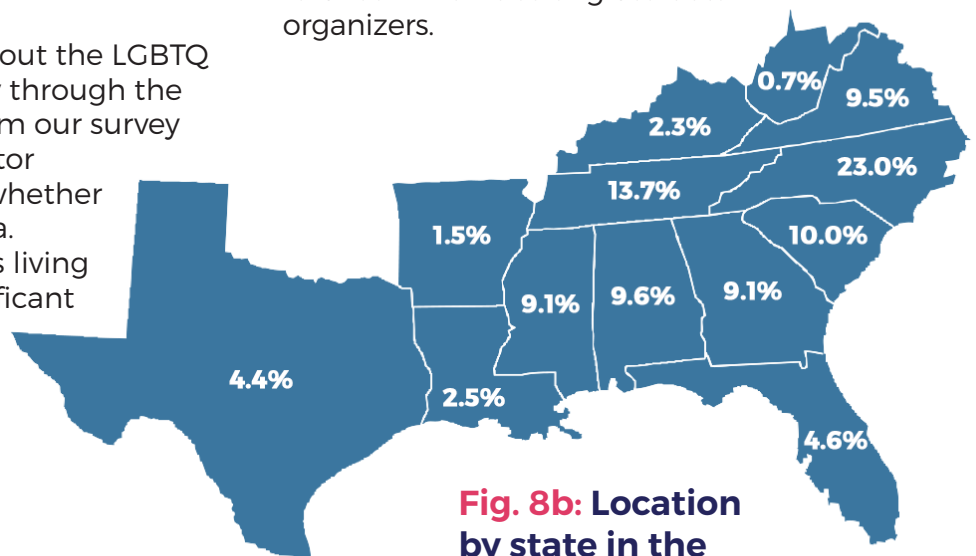 organizers.
out the LGBTQ
through the
m our survey
tor
whether
a.
s living
ficant
0.7%
9.5%
2.3%
23.0%
13.7%
1.5%
10.0%
9.1%
9.6%
9.1%
4.4%
2.5%
4.6%
Fig. 8b: Location
by state in the